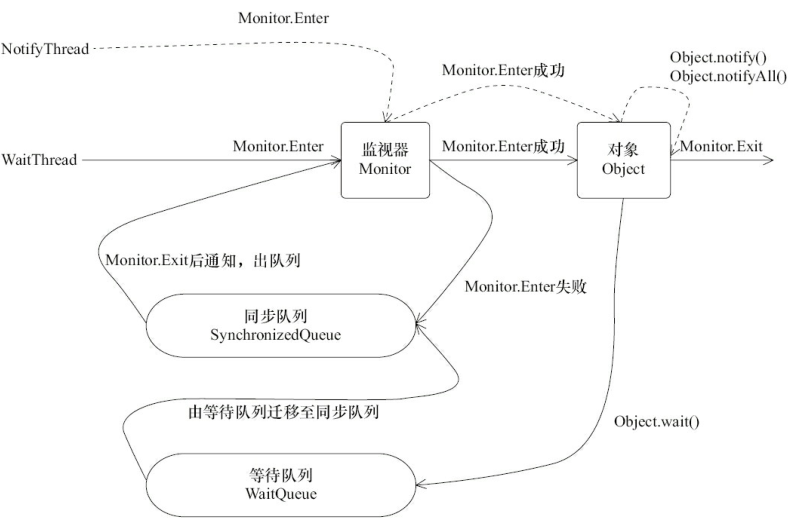 Monitor.Enter
NotifyThread
Object.notify()
Object.notifyAll()
Monitor.Enter成功
WaitThread
Monitor.Enter
监视器
Monitor
Monitor.Enter成功
对象
Object
Monitor.Exit
Monitor.Exit后通知，出队列
Monitor.Enter失败
同步队列
SynchronizedQueue
由等待队列迁移至同步队列
Object.wait()
等待队列
WaitQueue